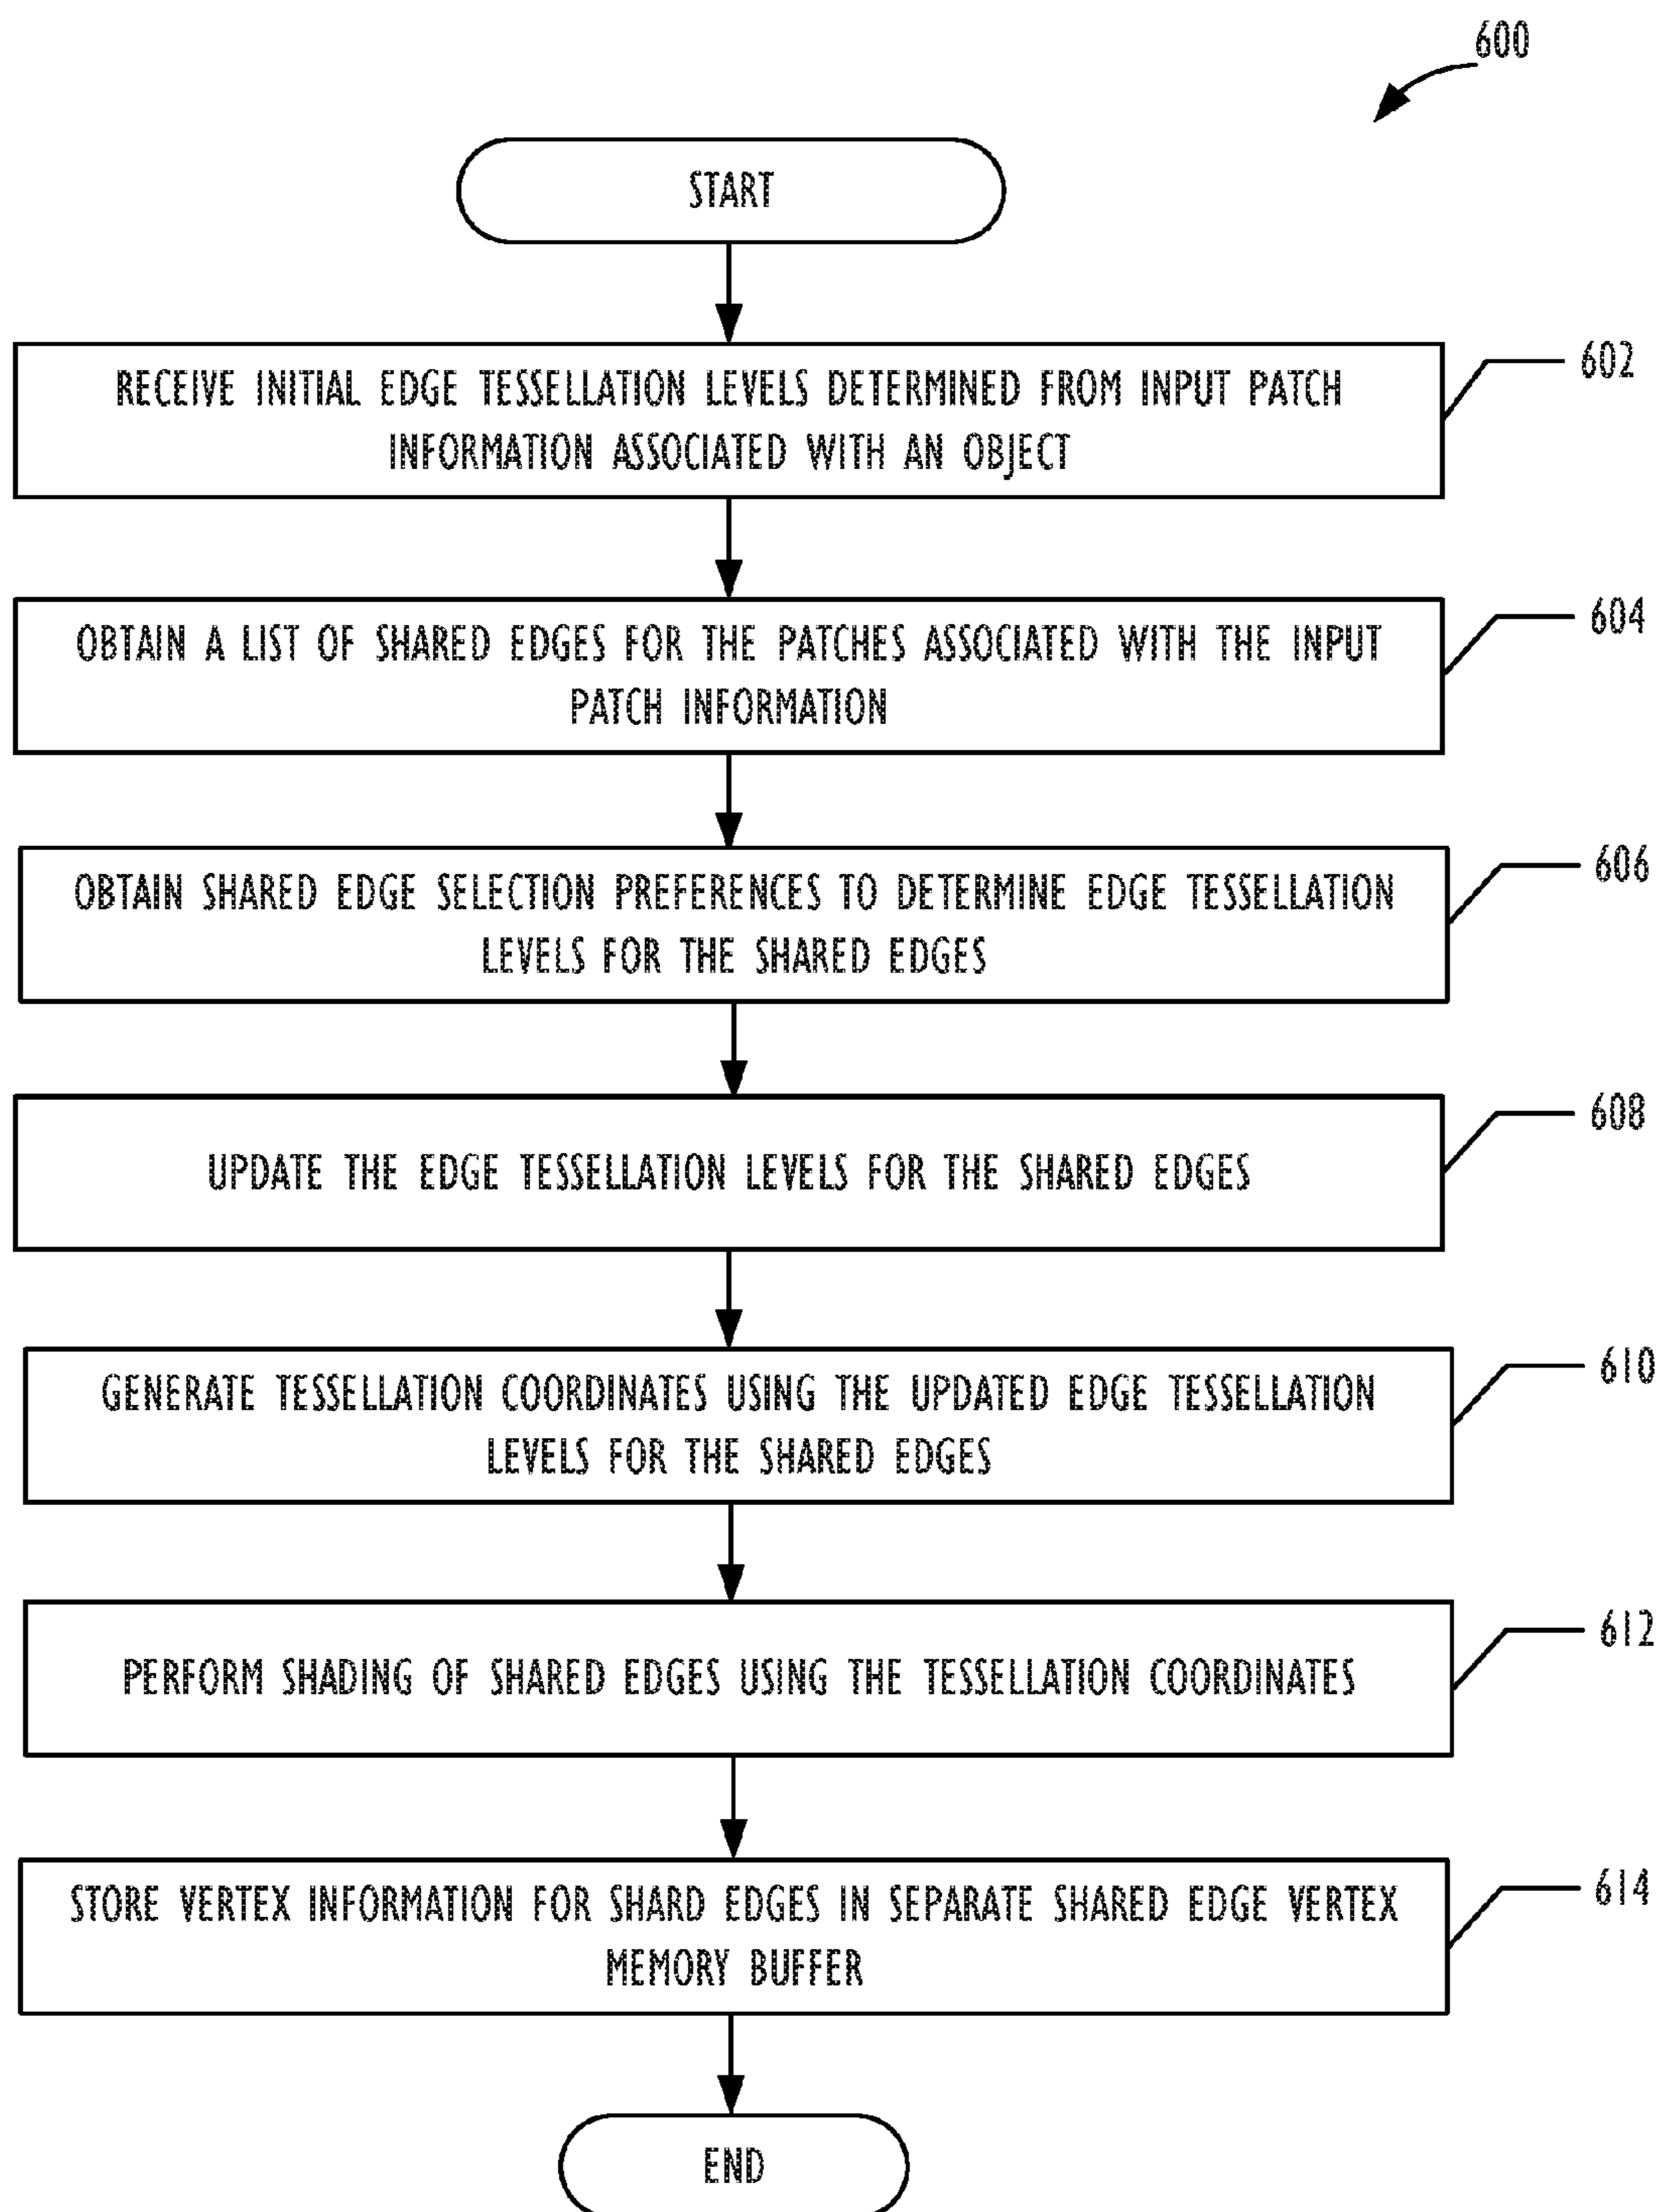 600
START
RECEIVE INITIAL EDGE TESSELLATION LEVELS DETERMINED FROM INPUT PATCH
INFORMATION ASSOCIATED WITH AN OBJECT
602
OBTAIN A LIST OF SHARED EDGES FOR THE PATCHES ASSOCIATED WITH THE INPUT
PATCH INFORMATION
604
OBTAIN SHARED EDGE SELECTION PREFERENCES TO DETERMINE EDGE TESSELLATION
LEVELS FOR THE SHARED EDGES
606
UPDATE THE EDGE TESSELLATION LEVELS FOR THE SHARED EDGES
608
GENERATE TESSELLATION COORDINATES USING THE UPDATED EDGE TESSELLATION
LEVELS FOR THE SHARED EDGES
610
PERFORM SHADING OF SHARED EDGES USING THE TESSELLATION COORDINATES
612
STORE VERTEX INFORMATION FOR SHARD EDGES IN SEPARATE SHARED EDGE VERTEX
MEMORY BUFFER
614
END